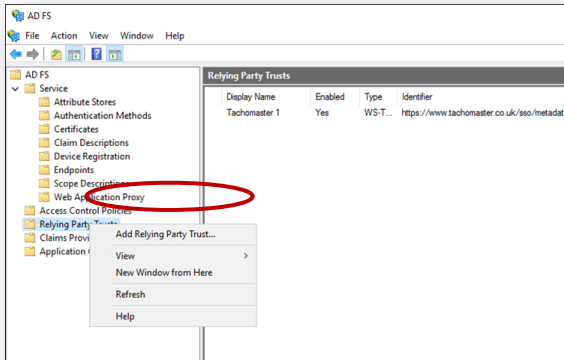 AD FS
File Action View Window Help
AD FS
Service
Attribute Stores
Authentication Methods
Certificates
Claim Descriptions
Device Registration
Endpoints
Scope Descriptions
Web Application Proxy
Access Control Policies
Relying Party Trusts
Claims Provi
Application
Add Relying Party Trust...
View
New Window from Here
Refresh
Help
Relying Party Trusts
Display Name Enabled Type Identifier
Tachomaster 1 Yes WS-T... https://www.tachomaster.co.uk/sso/metadat